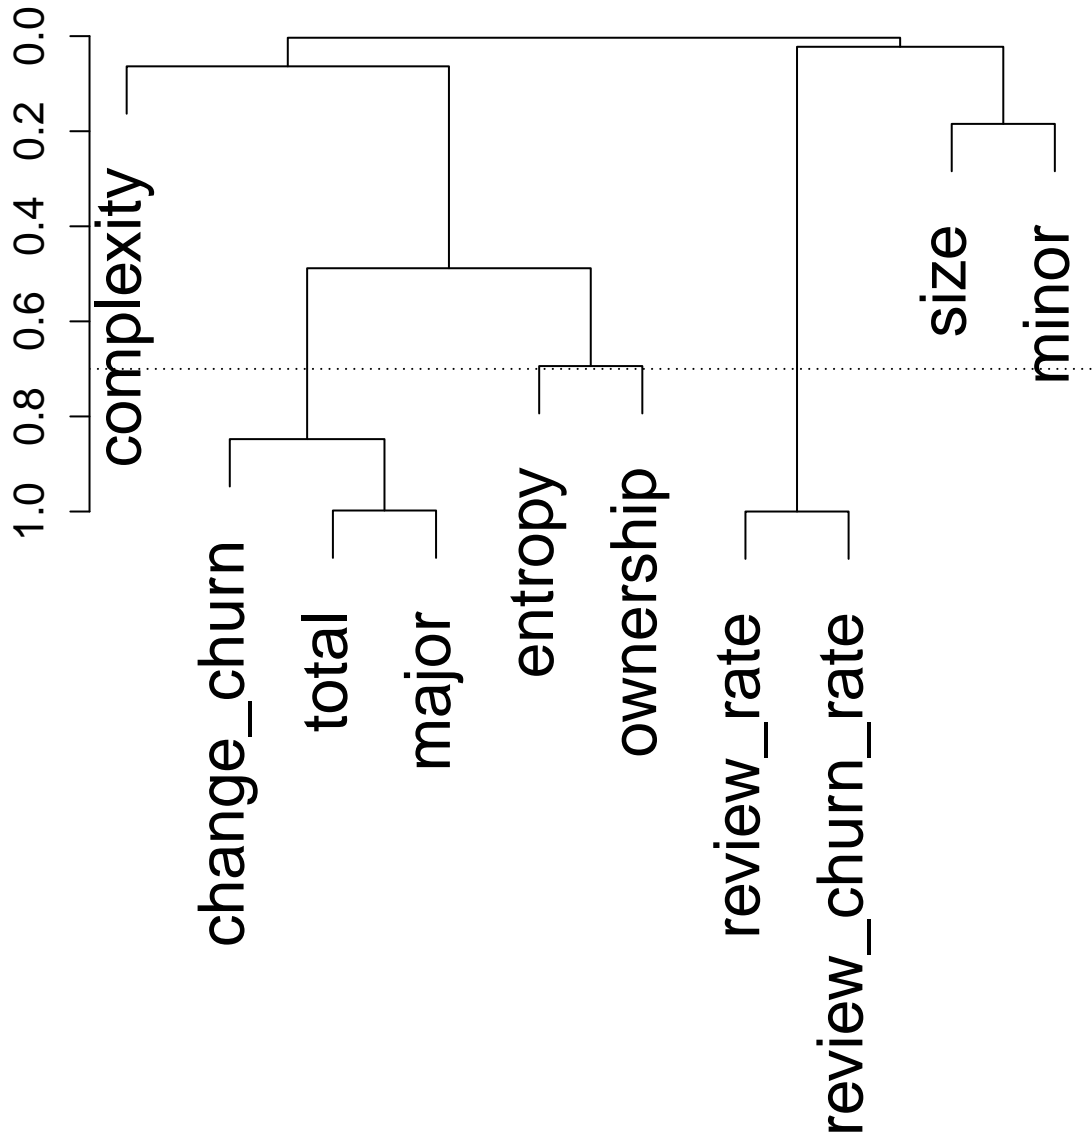 0.0
0.2
0.4
0.6
0.8
1.0
complexity
change_churn
total
major
entropy
ownership
review_rate
review_churn_rate
size
minor